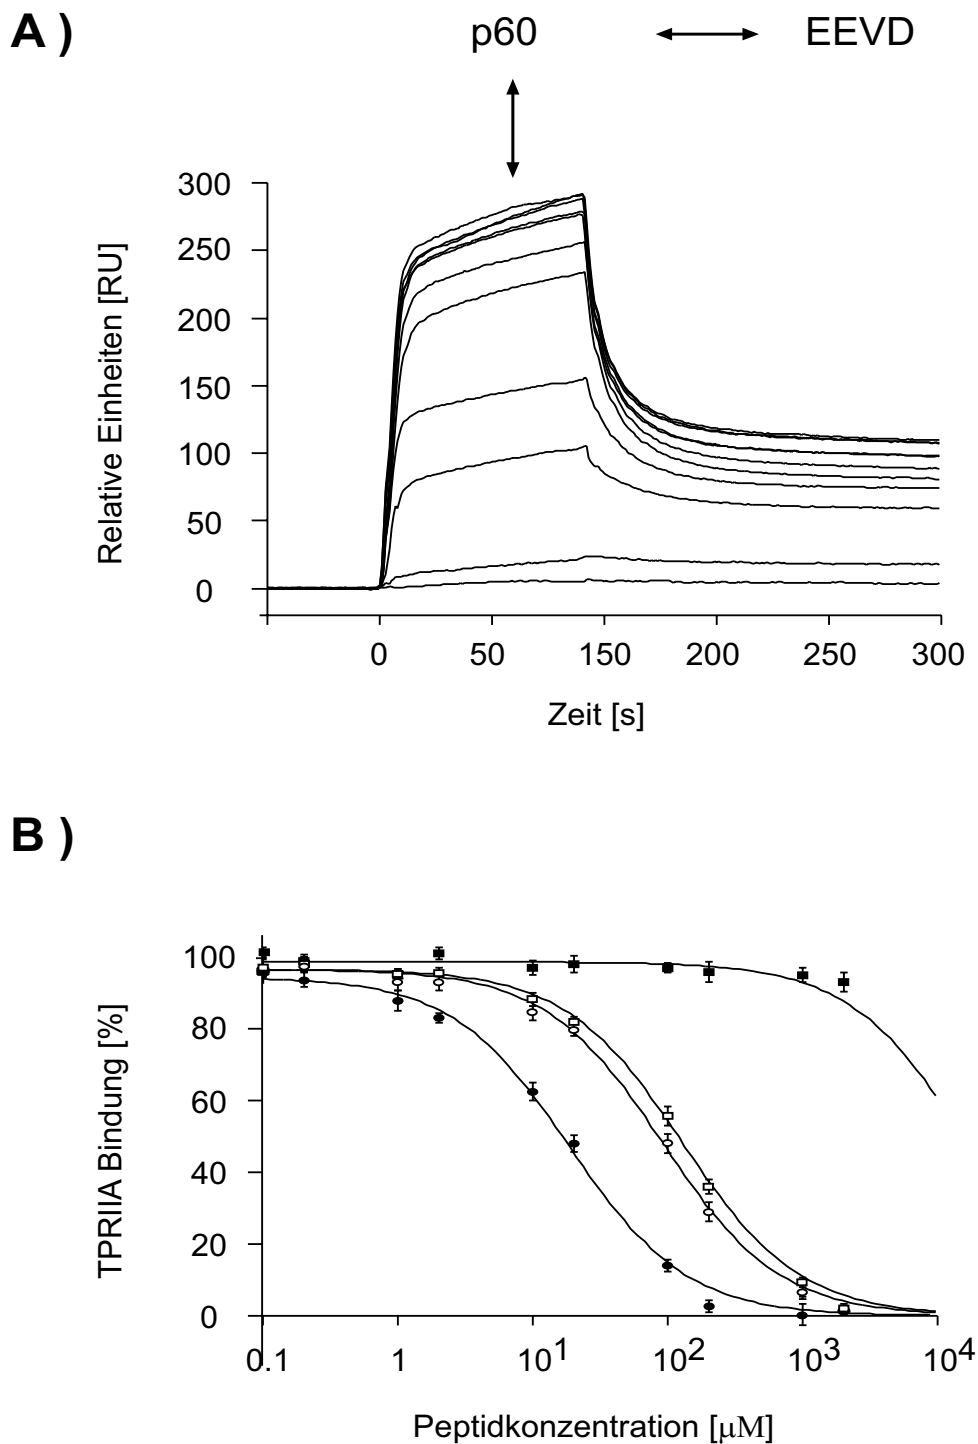 A )
p60 EEVD
300
250
200
150
100
50
0
Relative Einheiten [RU]
0 50 150 200 250 300
Zeit [s]
B )
100
80
60
40
20
0
TPRIIA Bindung [%]
0.1 1 10¹ 10² 10³ 10⁴
Peptidkonzentration [µM]